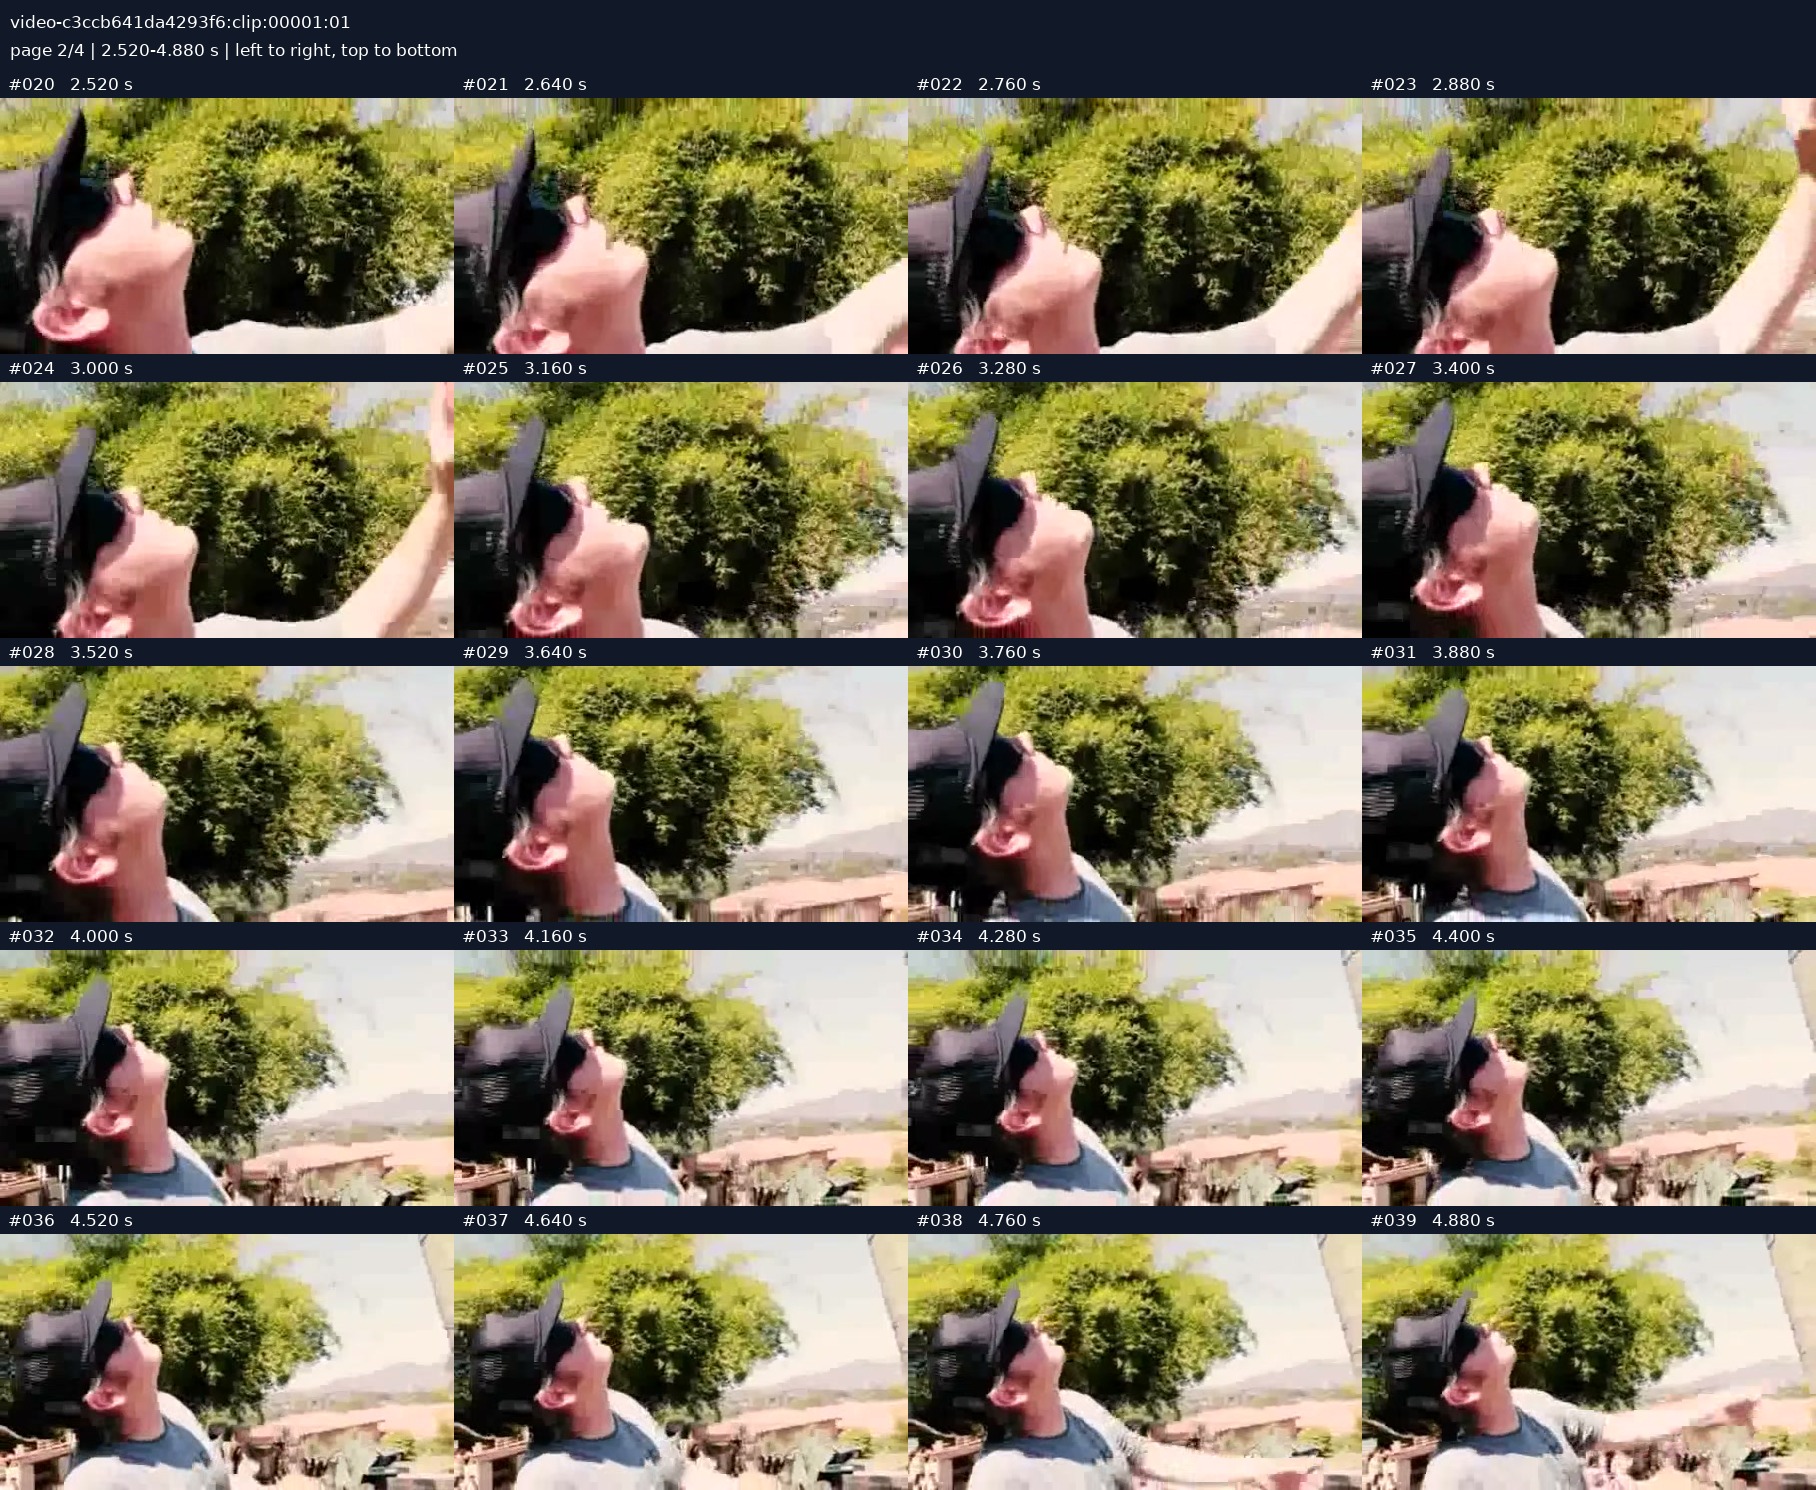 video-c3ccb641da4293f6:clip:00001:01
page 2/4 | 2.520-4.880 s | left to right, top to bottom
#020 2.520 s
#021 2.640 s
#022 2.760 s
#023 2.880 s
#024 3.000 s
#025 3.160 s
#026 3.280 s
#027 3.400 s
#028 3.520 s
#029 3.640 s
#030 3.760 s
#031 3.880 s
#032 4.000 s
#033 4.160 s
#034 4.280 s
#035 4.400 s
#036 4.520 s
#037 4.640 s
#038 4.760 s
#039 4.880 s